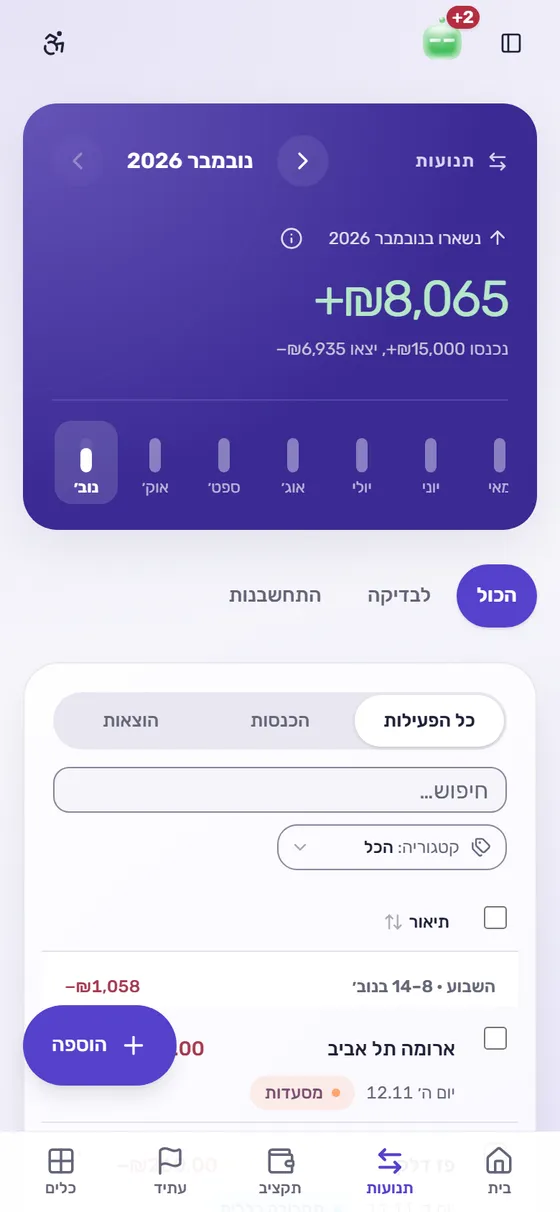 +2
תנועות
נובמבר 2026
נשארו בנובמבר 2026
+₪8,065
נכנסו ₪15,000+, יצאו ₪6,935−
מאי
יוני
יולי
אוג׳
ספט׳
אוק׳
נוב׳
הכול
לבדיקה
התחשבנות
כל הפעילות
הכנסות
הוצאות
חיפוש...
קטגוריה: הכל
תיאור
השבוע • 8–14 בנוב׳
−₪1,058
ארומה תל אביב
.00
יום ה׳ 12.11
מסעדות
הוספה
בית
תנועות
תקציב
עתיד
כלים